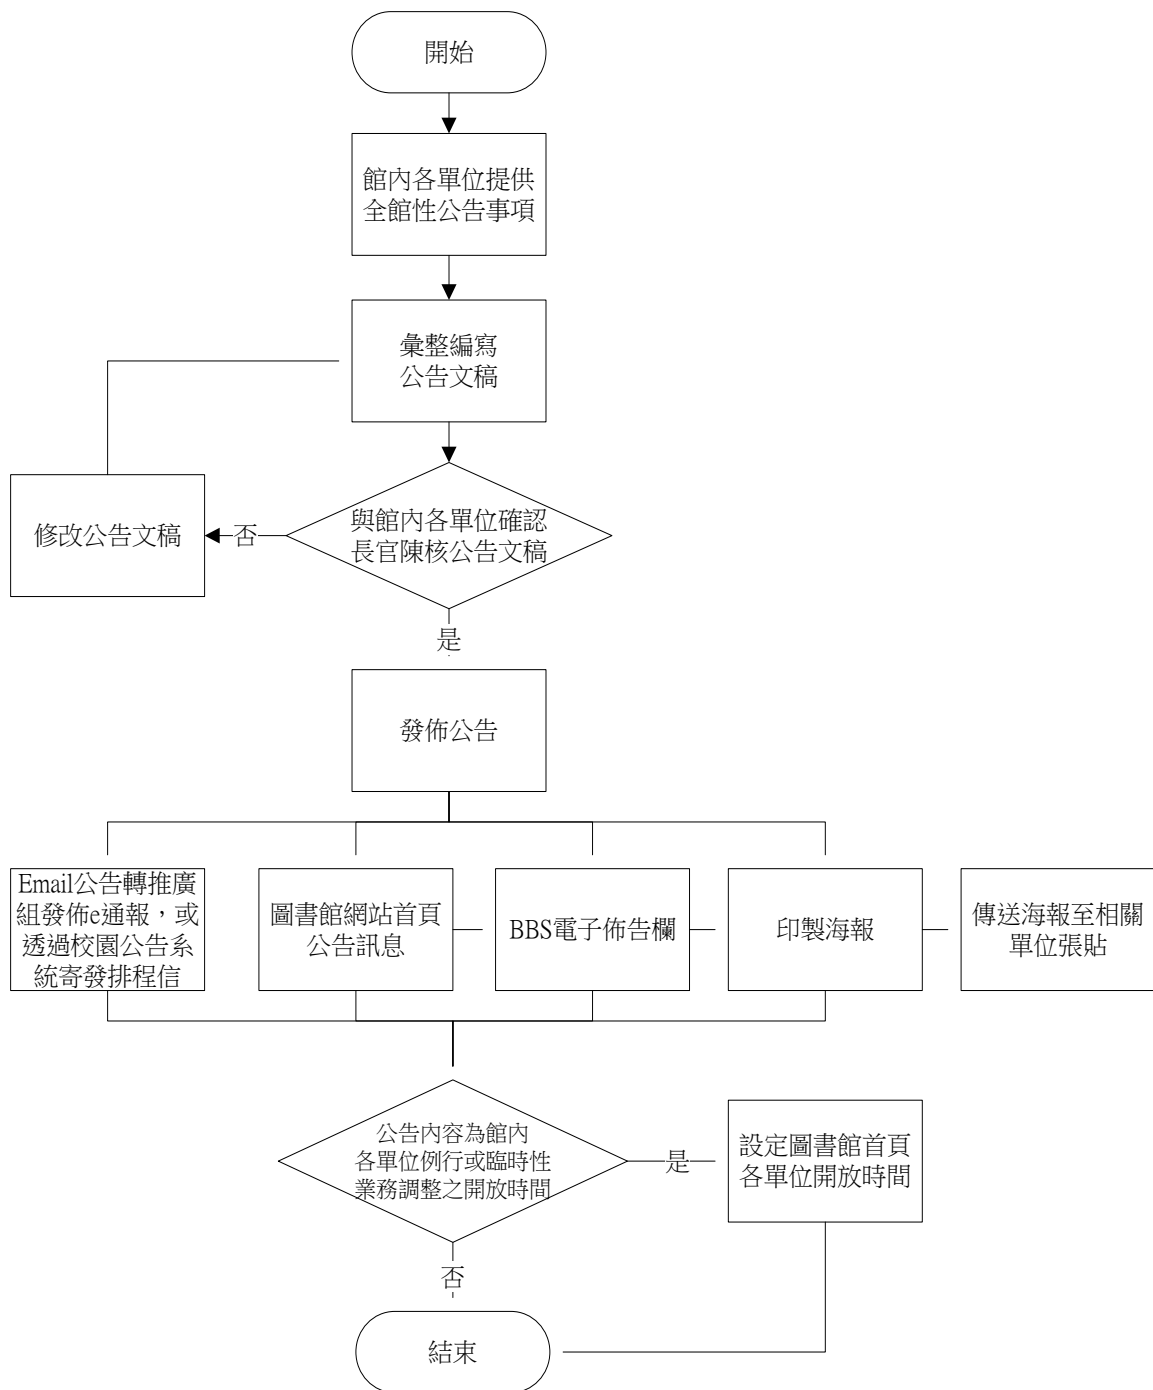 開始
館內各單位提供
全館性公告事項
彙整編寫
公告文稿
與館內各單位確認
長官陳核公告文稿
否
修改公告文稿
是
發佈公告
Email公告轉推廣
組發佈e通報，或
透過校園公告系
統寄發排程信
圖書館網站首頁
公告訊息
BBS電子佈告欄
印製海報
傳送海報至相關
單位張貼
公告內容為館內
各單位例行或臨時性
業務調整之開放時間
是
設定圖書館首頁
各單位開放時間
否
結束